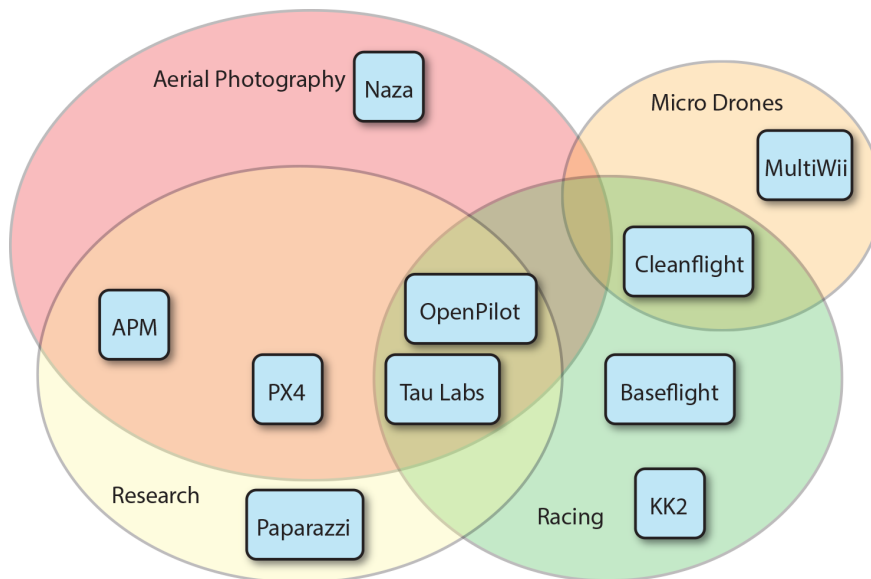 Aerial Photography
Naza
Micro Drones
MultiWii
Cleanflight
OpenPilot
APM
PX4
Tau Labs
Baseflight
Research
Paparazzi
Racing
KK2